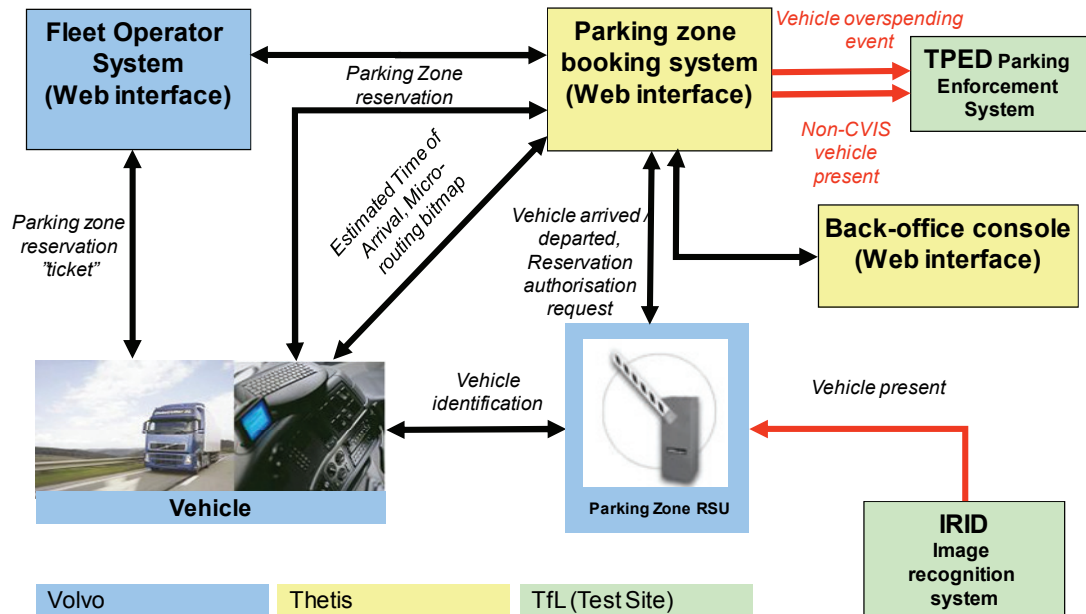 Fleet Operator
System
(Web interface)
Parking zone
booking system
(Web interface)
Vehicle overspending
event
TPED Parking
Enforcement
System
Parking Zone
reservation
Non-CVIS
vehicle
present
Estimated Time of
Arrival, Micro-
routing bitmap
Parking zone
reservation
”ticket”
Vehicle arrived /
departed,
Reservation
authorisation
request
Back-office console
(Web interface)
Vehicle
identification
Vehicle present
Vehicle
Parking Zone RSU
IRID
Image
recognition
system
Volvo
Thetis
TfL (Test Site)